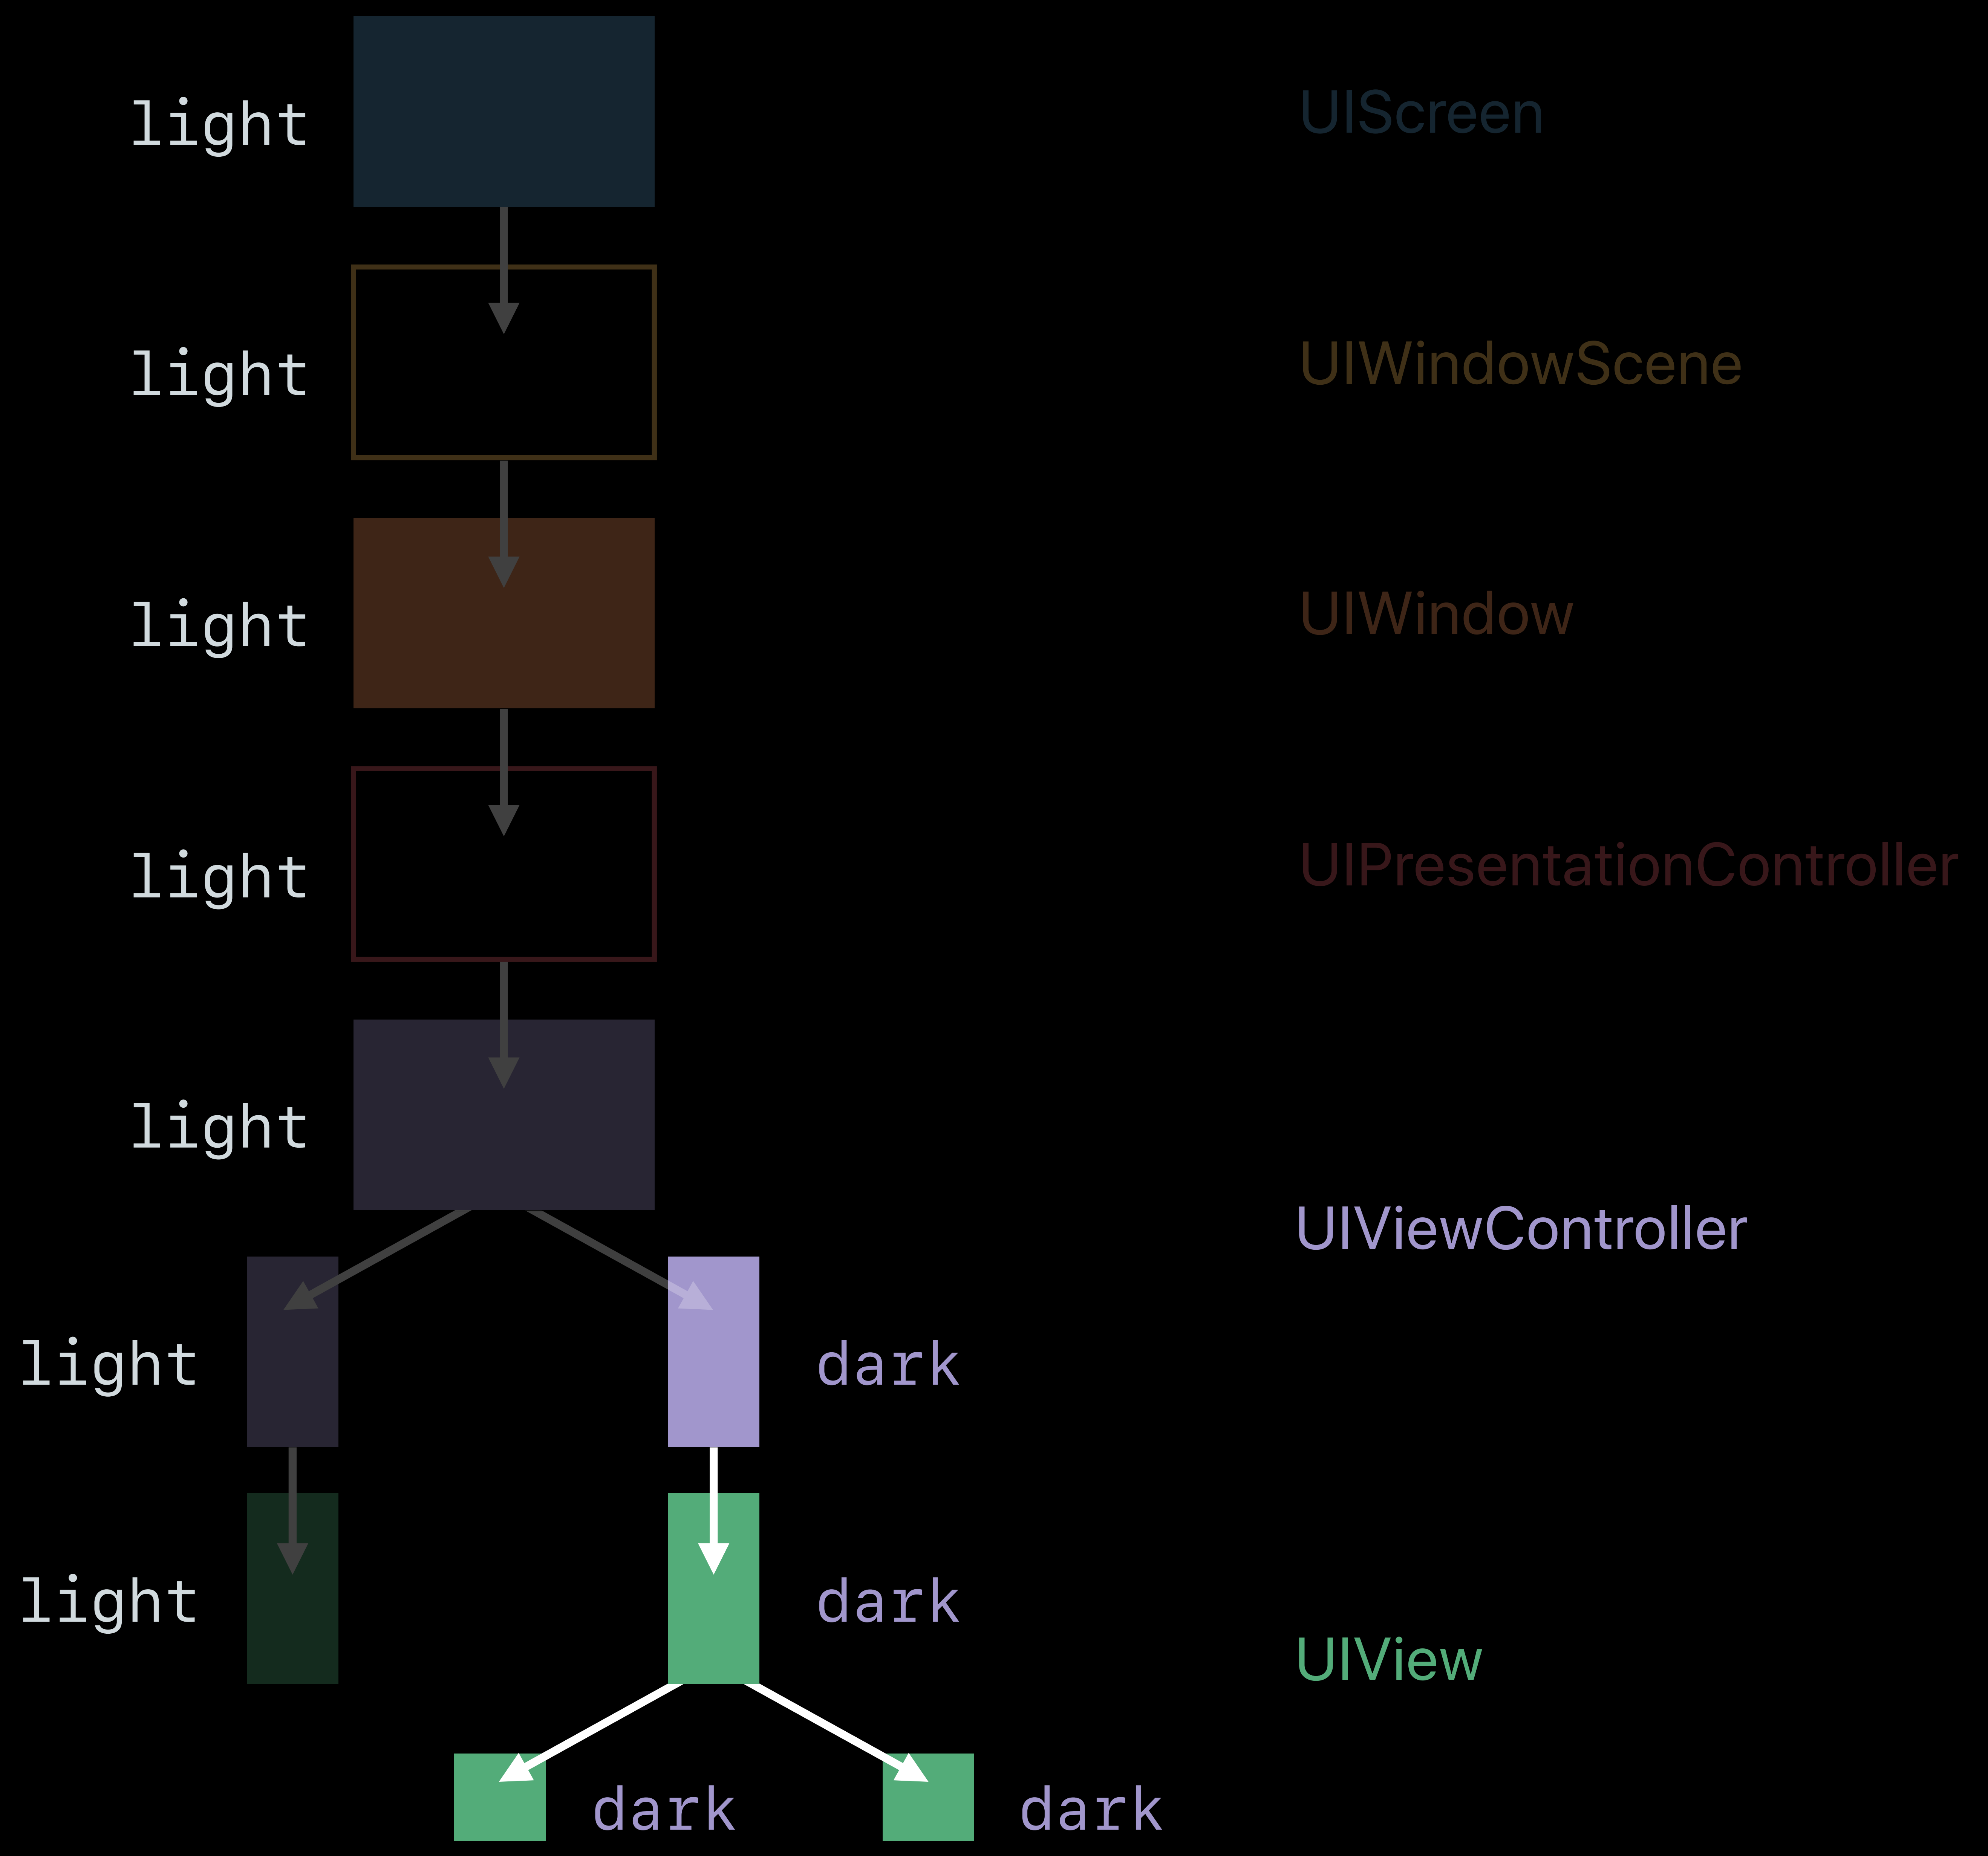 light UIScreen
light UIWindowScene
light UIWindow
light UIPresentationController
light
UIViewController
light dark
light dark
UIView
dark dark